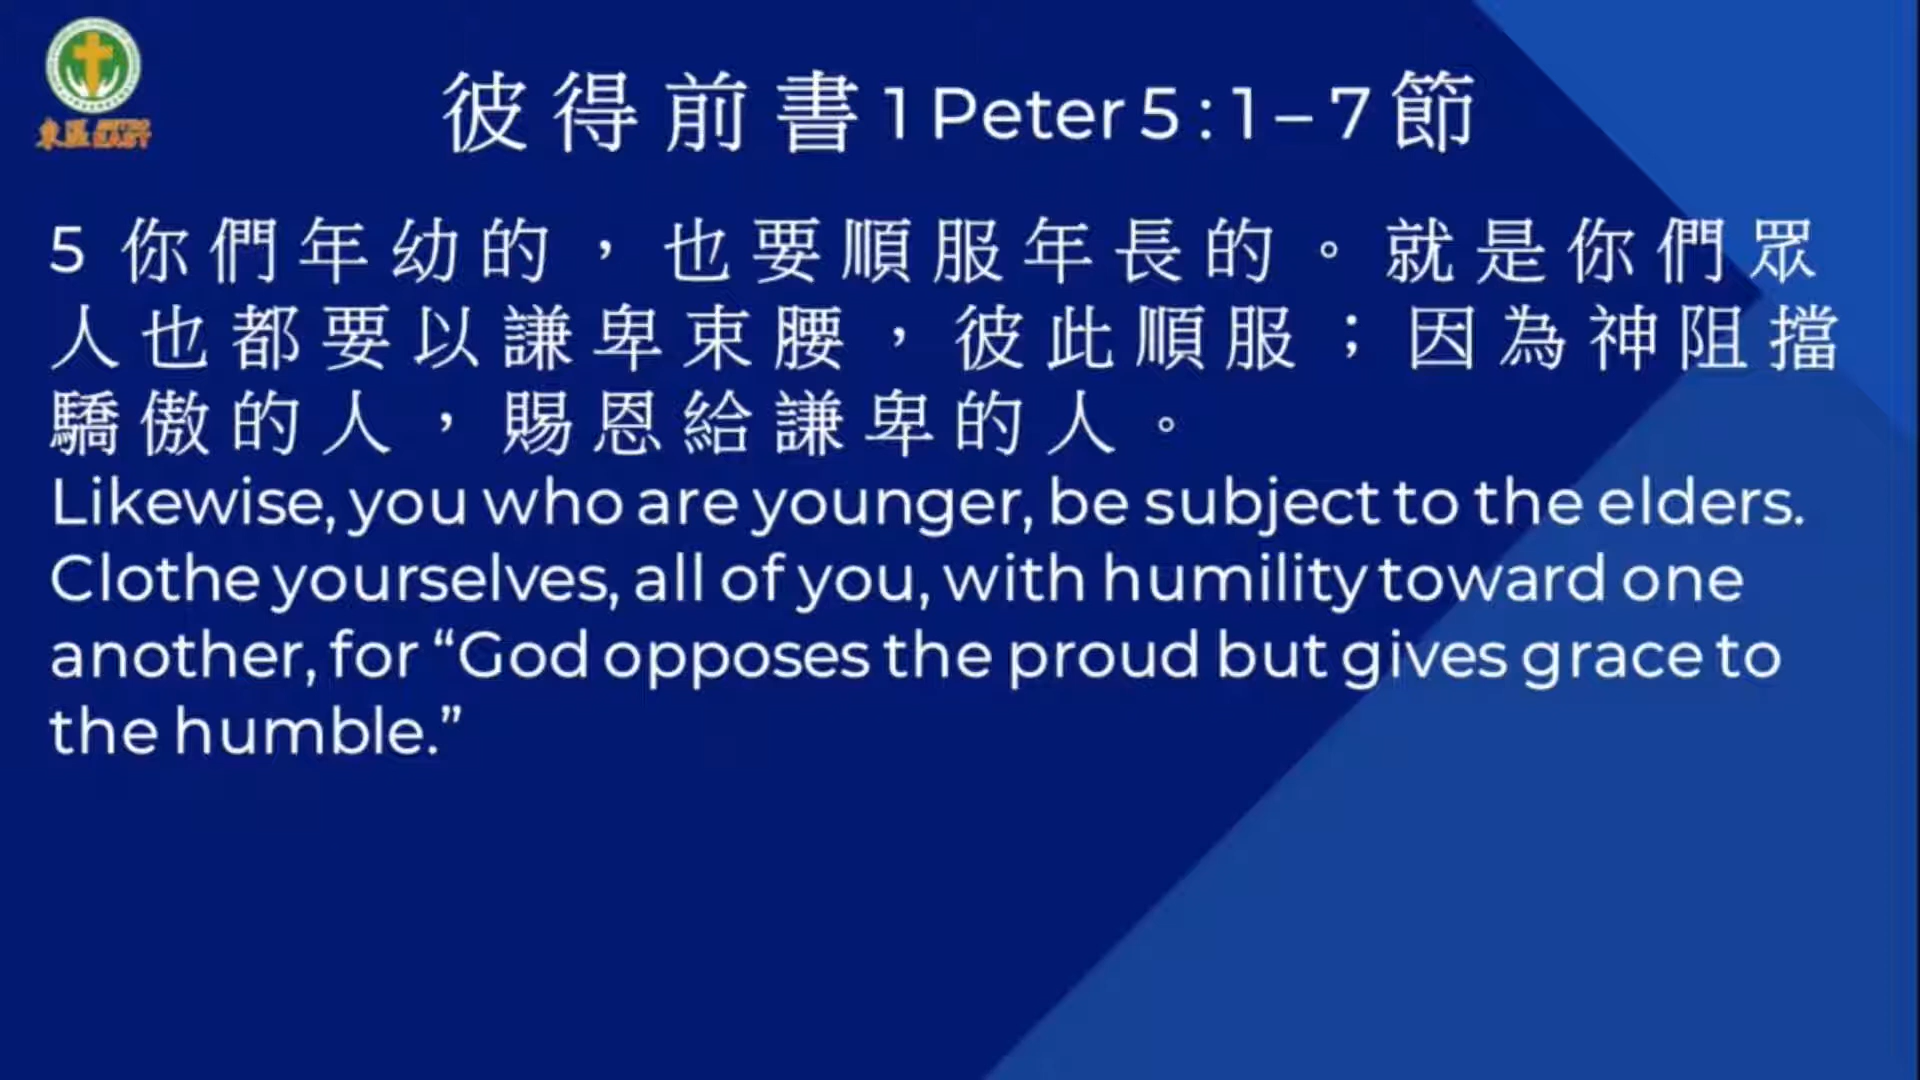 彼得前書 1 Peter 5 : 1 – 7 節
5 你們年幼的，也要順服年長的。就是你們眾
人也都要以謙卑束腰，彼此順服；因為神阻擋
驕傲的人，賜恩給謙卑的人。
Likewise, you who are younger, be subject to the elders.
Clothe yourselves, all of you, with humility toward one
another, for “God opposes the proud but gives grace to
the humble.”
東區